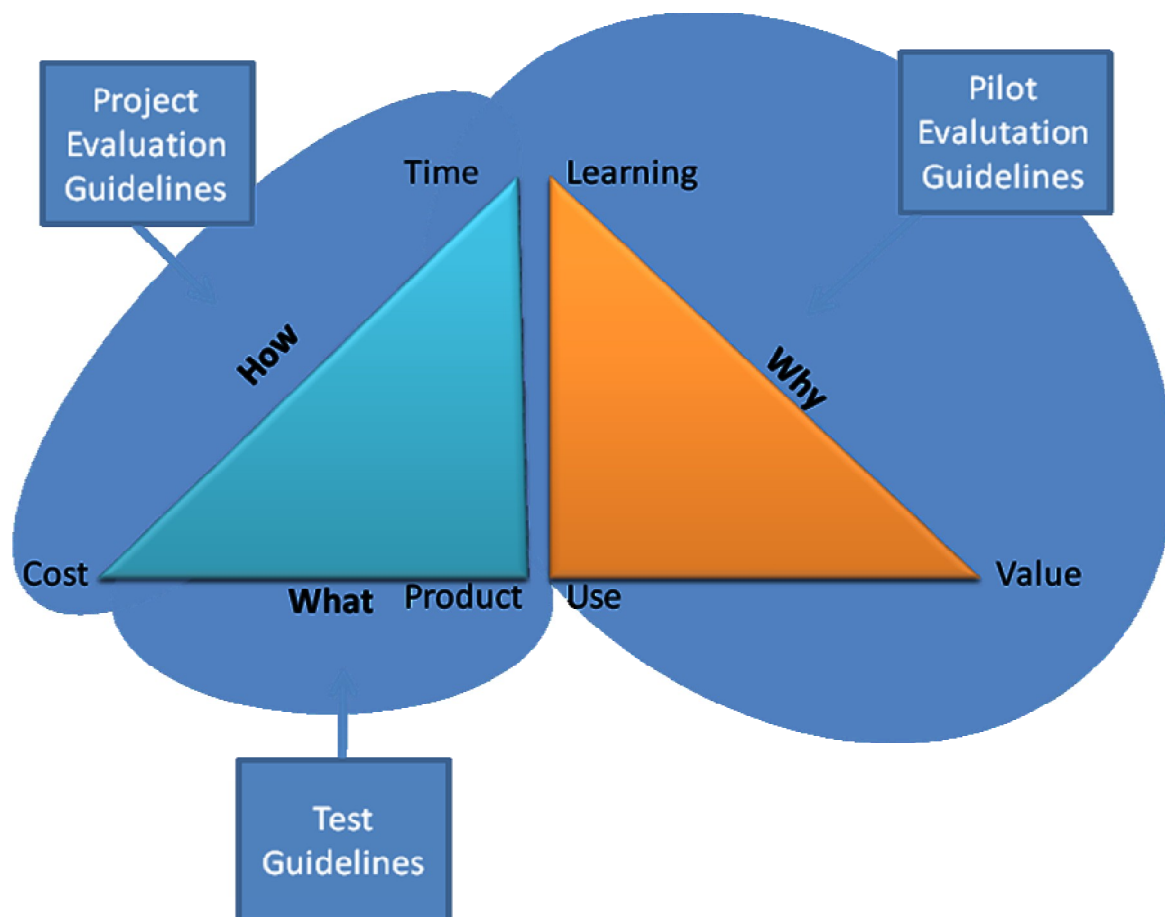 Project
Evaluation
Guidelines
Pilot
Evalutation
Guidelines
Time
Learning
How
Why
Cost
What
Product
Use
Value
Test
Guidelines